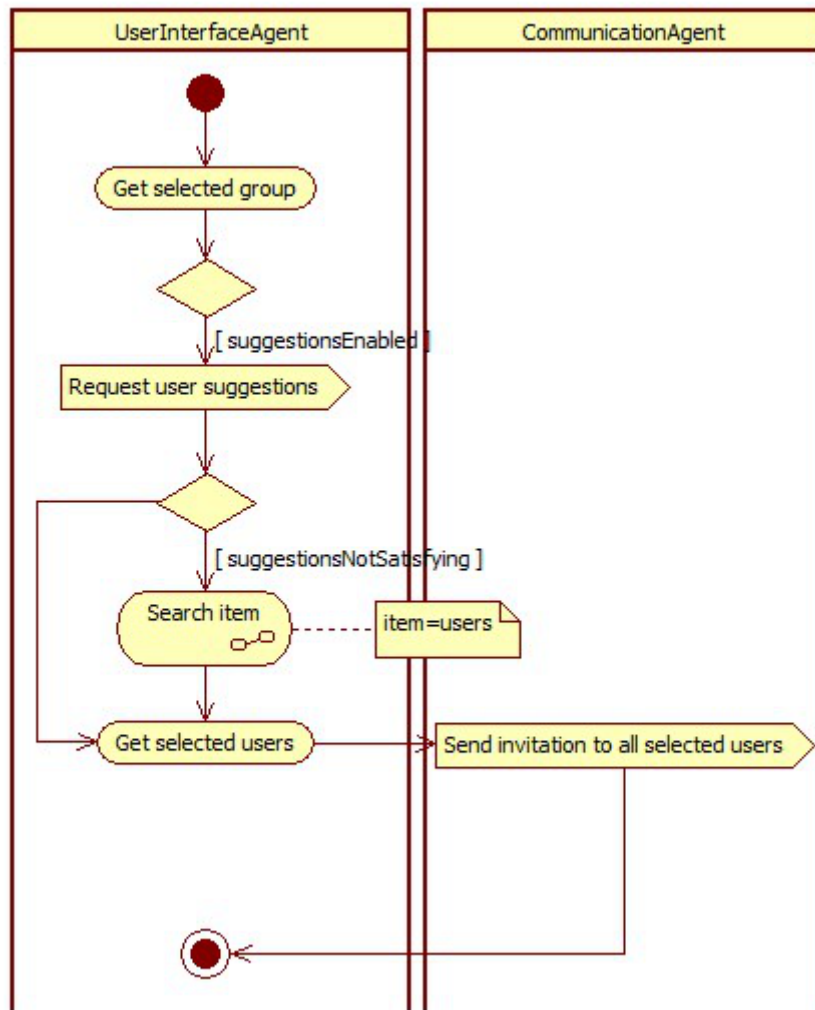 UserInterfaceAgent
CommunicationAgent
Get selected group
[ suggestionsEnabled ]
Request user suggestions
[ suggestionsNotSatisfying ]
Search item
item=users
Get selected users
Send invitation to all selected users